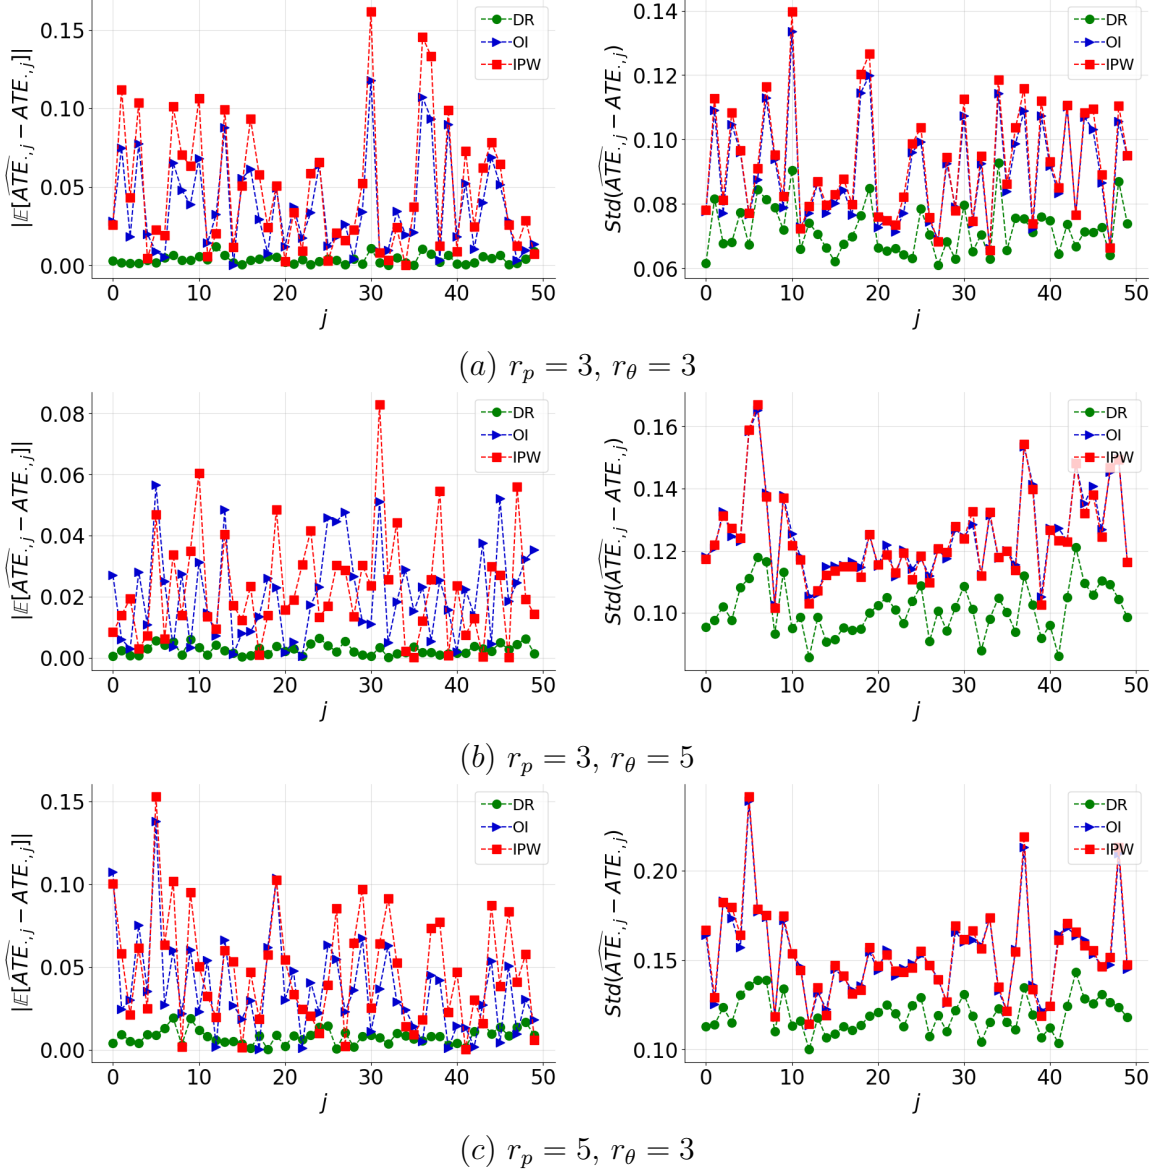 |𝔼[\widehat{ATE}_{·,j} − ATE_{·,j}]|
0.15
0.10
0.05
0.00
0 10 20 30 40 50
j
DR
OI
IPW
Std(\widehat{ATE}_{·,j} − ATE_{·,j})
0.14
0.12
0.10
0.08
0.06
0 10 20 30 40 50
j
DR
OI
IPW
(a) r_p = 3, r_θ = 3
|𝔼[\widehat{ATE}_{·,j} − ATE_{·,j}]|
0.08
0.06
0.04
0.02
0.00
0 10 20 30 40 50
j
DR
OI
IPW
Std(\widehat{ATE}_{·,j} − ATE_{·,j})
0.16
0.14
0.12
0.10
0 10 20 30 40 50
j
DR
OI
IPW
(b) r_p = 3, r_θ = 5
|𝔼[\widehat{ATE}_{·,j} − ATE_{·,j}]|
0.15
0.10
0.05
0.00
0 10 20 30 40 50
j
DR
OI
IPW
Std(\widehat{ATE}_{·,j} − ATE_{·,j})
0.20
0.15
0.10
0 10 20 30 40 50
j
DR
OI
IPW
(c) r_p = 5, r_θ = 3